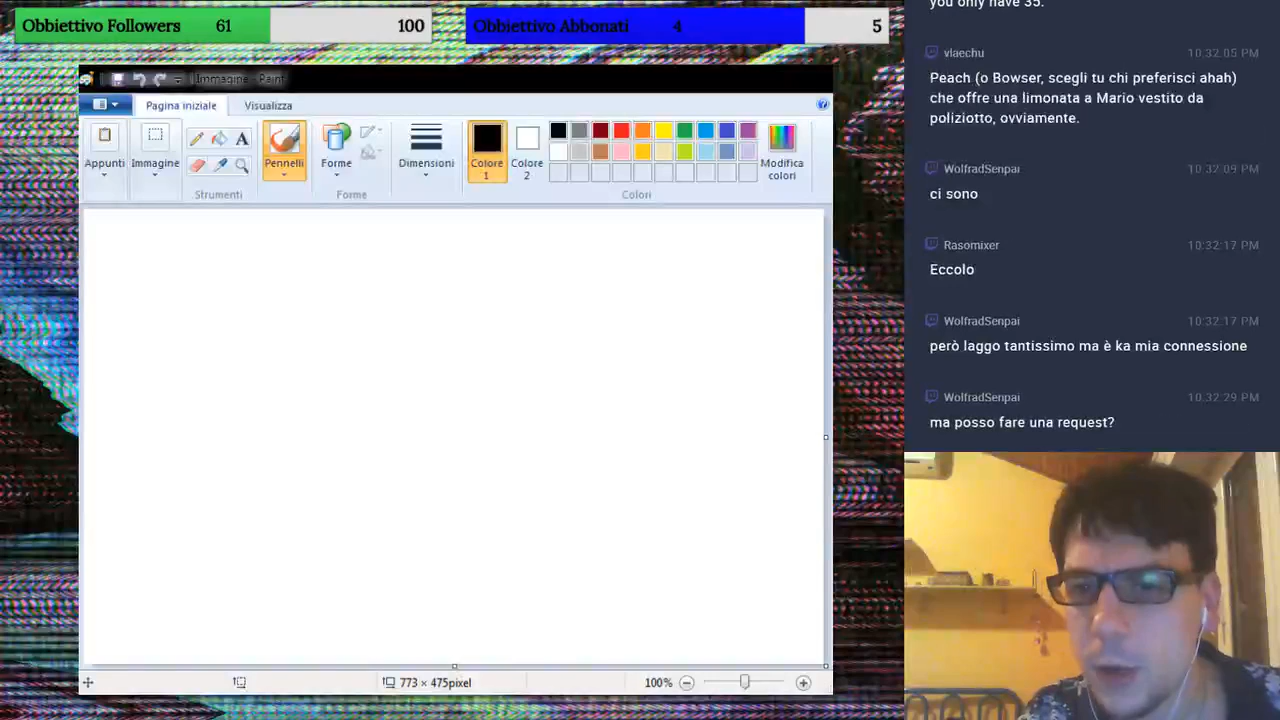 Obbiettivo Followers 61 100
Obbiettivo Abbonati 4 5
Immagine - Paint
Pagina iniziale Visualizza
Appunti
Immagine
Pennelli
Forme
Dimensioni
Colore 1
Colore 2
Modifica colori
Strumenti
Forme
Colori
773 × 475pixel
100%
you only have 35.
vlaechu 10:32:05 PM
Peach (o Bowser, scegli tu chi preferisci ahah)
che offre una limonata a Mario vestito da
poliziotto, ovviamente.
WolfradSenpai 10:32:09 PM
ci sono
Rasomixer 10:32:17 PM
Eccolo
WolfradSenpai 10:32:17 PM
però laggo tantissimo ma è ka mia connessione
WolfradSenpai 10:32:29 PM
ma posso fare una request?